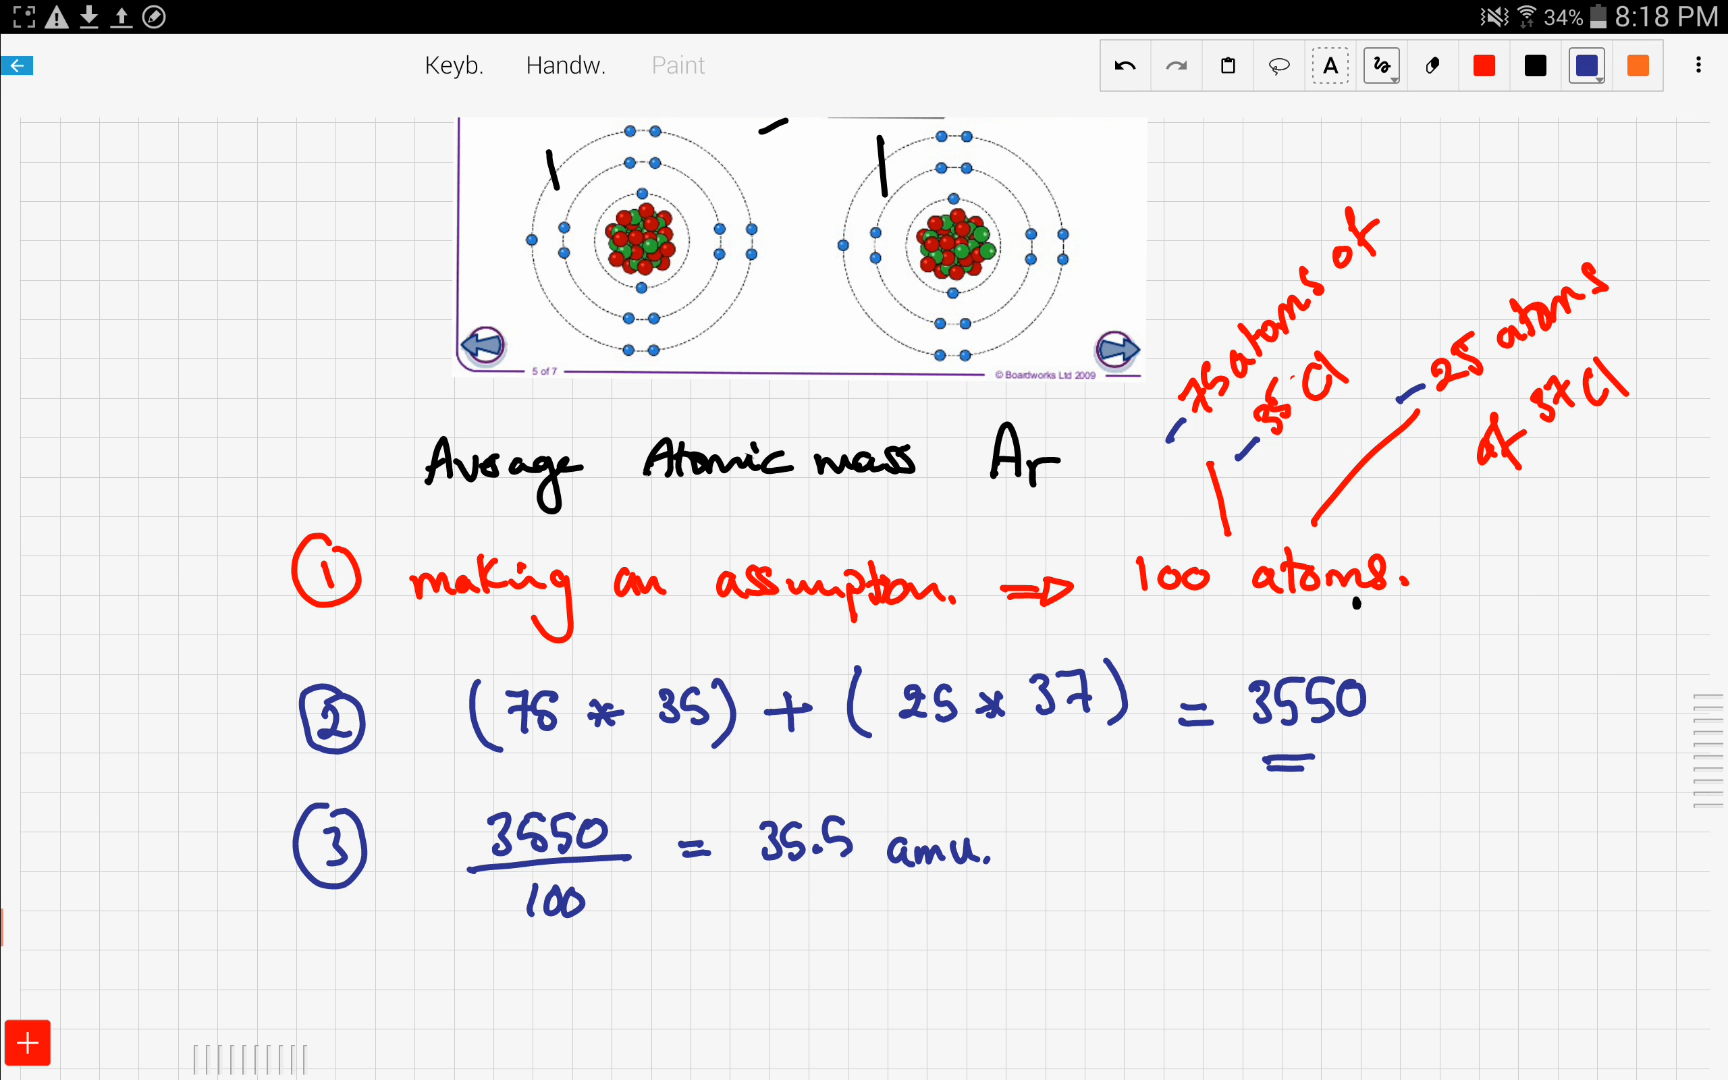 34% 8:18 PM
Keyb. Handw. Paint A
5 of 7 © Boardworks Ltd 2009
75 atoms of
35 Cl
25 atoms
of 37 Cl
Average Atomic mass Ar
1 making an assumption. ⇒ 100 atoms.
2 (75 * 35) + (25 * 37) = 3550
3 3550
100
= 35.5 amu.